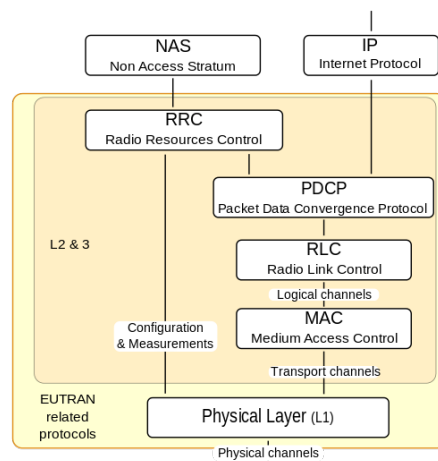 NAS
Non Access Stratum
IP
Internet Protocol
RRC
Radio Resources Control
PDCP
Packet Data Convergence Protocol
L2 & 3
RLC
Radio Link Control
Logical channels
MAC
Medium Access Control
Configuration
& Measurements
Transport channels
EUTRAN
related
protocols
Physical Layer (L1)
Physical channels